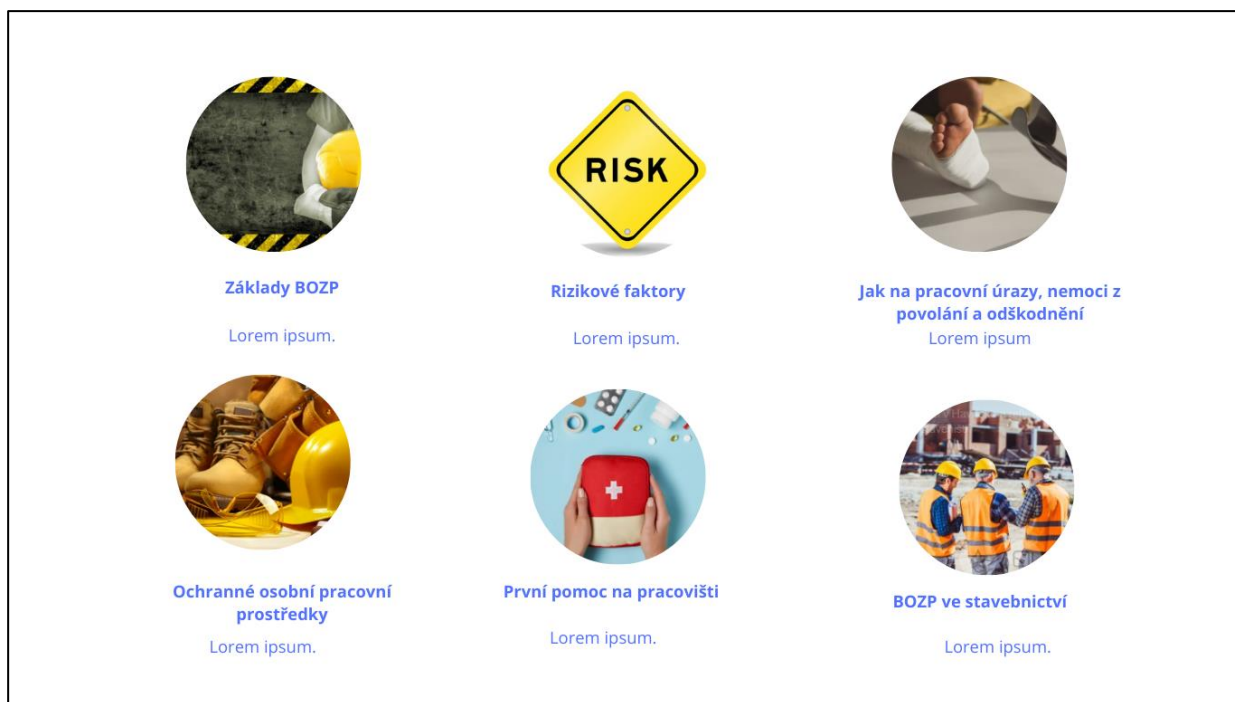 RISK
Základy BOZP
Lorem ipsum.
Rizikové faktory
Lorem ipsum.
Jak na pracovní úrazy, nemoci z
povolání a odškodnění
Lorem ipsum
Ochranné osobní pracovní
prostředky
Lorem ipsum.
První pomoc na pracovišti
Lorem ipsum.
BOZP ve stavebnictví
Lorem ipsum.